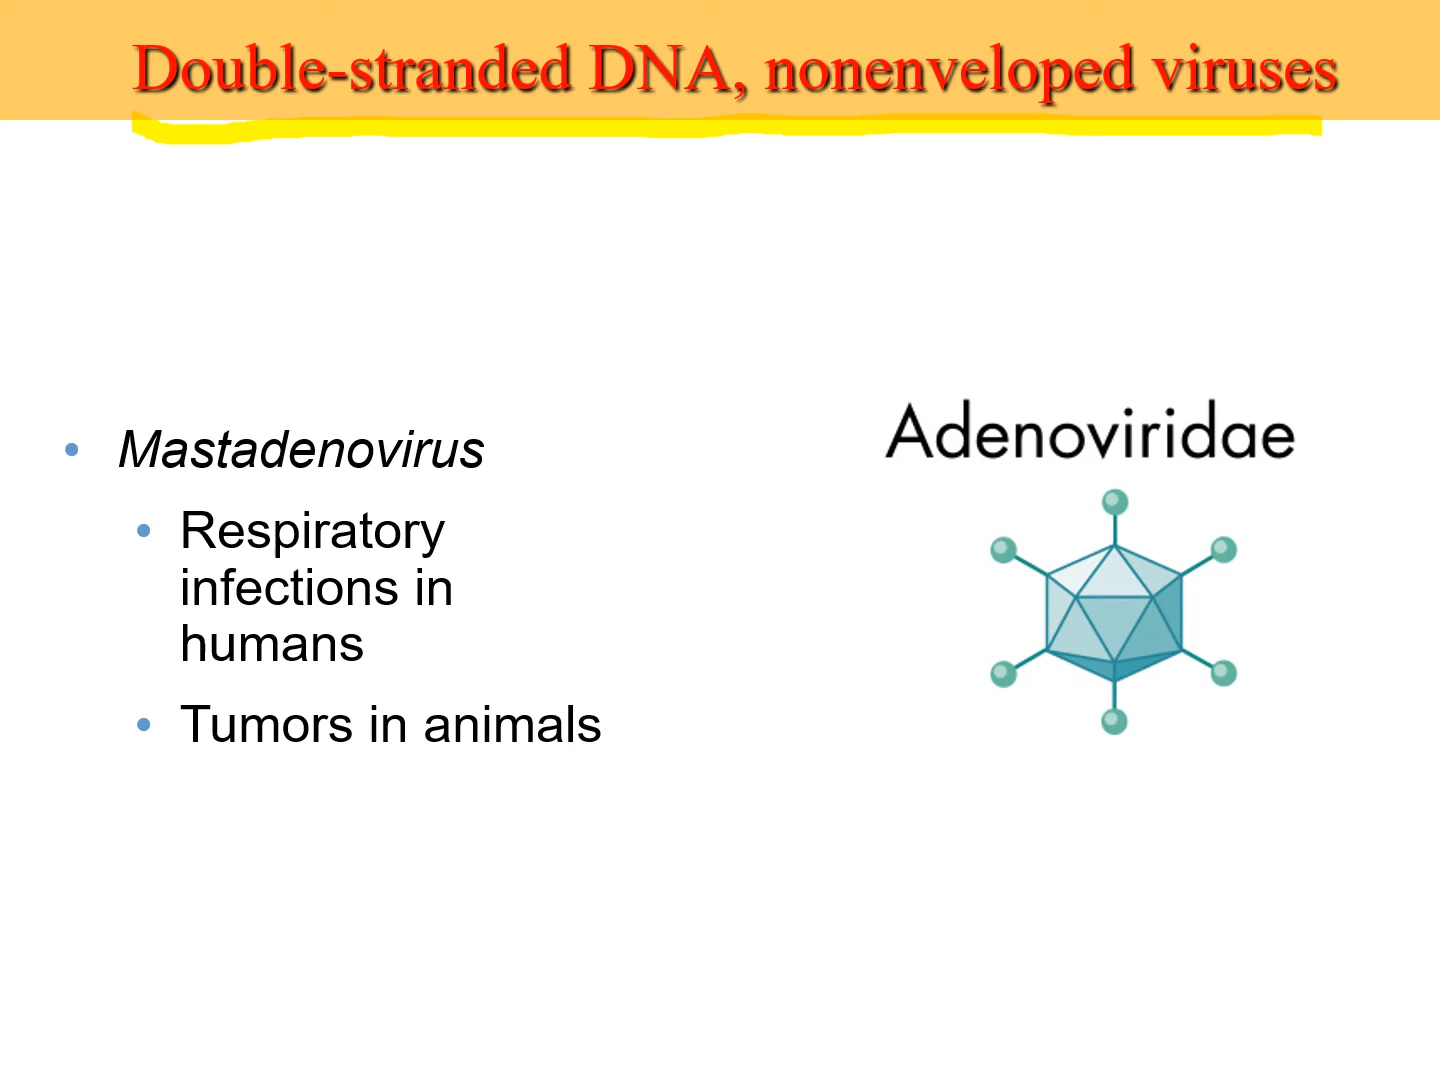 Double-stranded DNA, nonenveloped viruses
• Mastadenovirus
• Respiratory
infections in
humans
• Tumors in animals
Adenoviridae